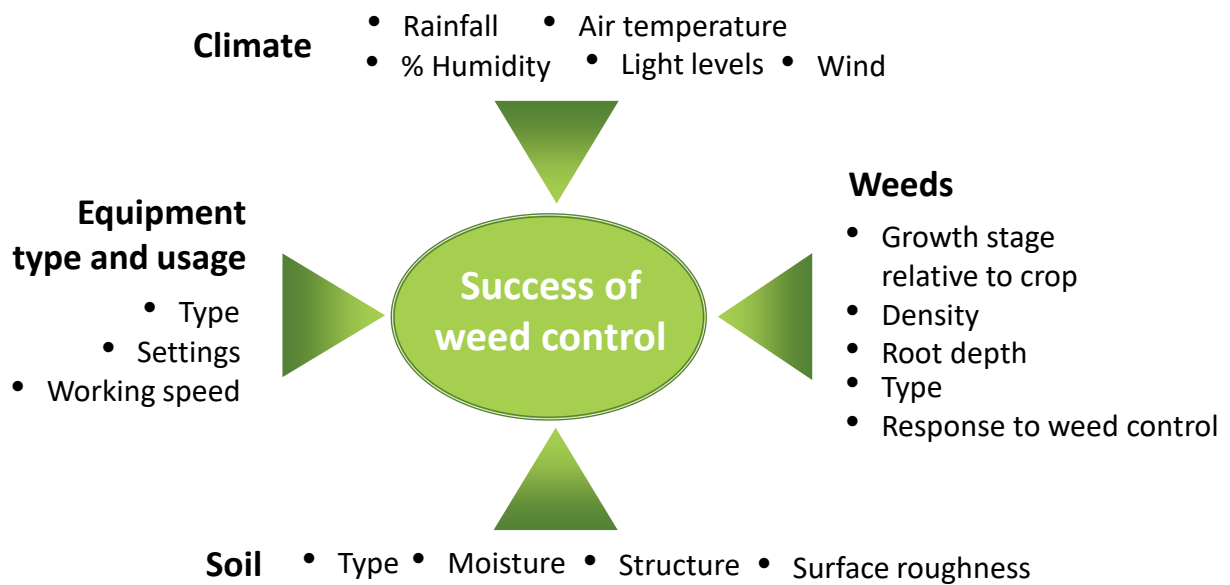 Climate
• Rainfall • Air temperature
• % Humidity • Light levels • Wind
Equipment
type and usage
• Type
• Settings
• Working speed
Success of
weed control
Weeds
• Growth stage
relative to crop
• Density
• Root depth
• Type
• Response to weed control
Soil • Type • Moisture • Structure • Surface roughness